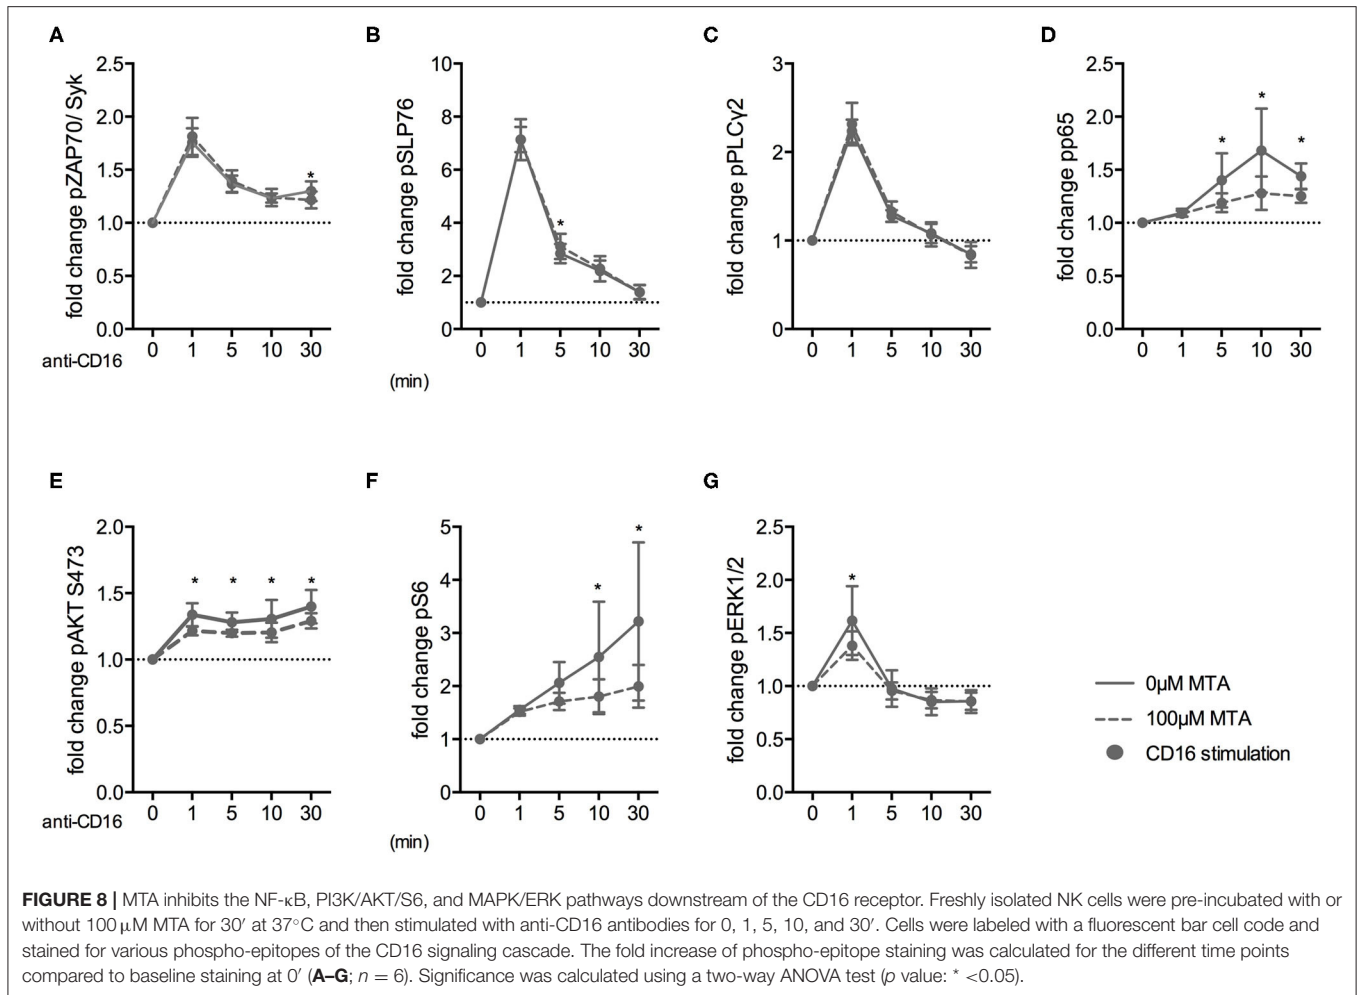 A B C D
fold change pZAP70/ Syk
2.5
2.0
1.5
1.0
0.5
0.0
*
0 1 5 10 30
anti-CD16
fold change pSLP76
10
8
6
4
2
0
*
0 1 5 10 30
(min)
fold change pPLCγ2
3
2
1
0
0 1 5 10 30
fold change pp65
2.5
2.0
1.5
1.0
0.5
0.0
* * *
0 1 5 10 30
E F G
fold change pAKT S473
2.0
1.5
1.0
0.5
0.0
* * * *
0 1 5 10 30
anti-CD16
fold change pS6
5
4
3
2
1
0
* *
0 1 5 10 30
(min)
fold change pERK1/2
2.5
2.0
1.5
1.0
0.5
0.0
*
0 1 5 10 30
0µM MTA
100µM MTA
CD16 stimulation
FIGURE 8 | MTA inhibits the NF-κB, PI3K/AKT/S6, and MAPK/ERK pathways downstream of the CD16 receptor. Freshly isolated NK cells were pre-incubated with or
without 100 µM MTA for 30′ at 37°C and then stimulated with anti-CD16 antibodies for 0, 1, 5, 10, and 30′. Cells were labeled with a fluorescent bar cell code and
stained for various phospho-epitopes of the CD16 signaling cascade. The fold increase of phospho-epitope staining was calculated for the different time points
compared to baseline staining at 0′ (A–G; n = 6). Significance was calculated using a two-way ANOVA test (p value: * <0.05).